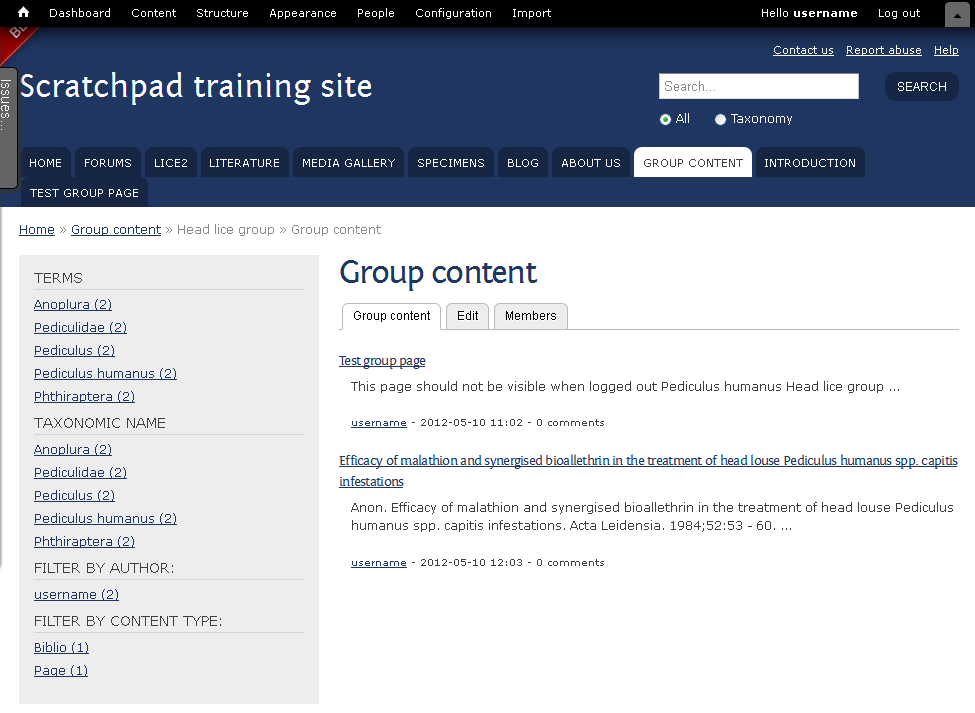 Dashboard Content Structure Appearance People Configuration Import Hello username Log out
Contact us Report abuse Help
Issues...
Scratchpad training site
Search... SEARCH
All Taxonomy
HOME FORUMS LICE2 LITERATURE MEDIA GALLERY SPECIMENS BLOG ABOUT US GROUP CONTENT INTRODUCTION
TEST GROUP PAGE
Home » Group content » Head lice group » Group content
TERMS
Anoplura (2)
Pediculidae (2)
Pediculus (2)
Pediculus humanus (2)
Phthiraptera (2)
TAXONOMIC NAME
Anoplura (2)
Pediculidae (2)
Pediculus (2)
Pediculus humanus (2)
Phthiraptera (2)
FILTER BY AUTHOR:
username (2)
FILTER BY CONTENT TYPE:
Biblio (1)
Page (1)
Group content
Group content Edit Members
Test group page
This page should not be visible when logged out Pediculus humanus Head lice group ...
username - 2012-05-10 11:02 - 0 comments
Efficacy of malathion and synergised bioallethrin in the treatment of head louse Pediculus humanus spp. capitis
infestations
Anon. Efficacy of malathion and synergised bioallethrin in the treatment of head louse Pediculus
humanus spp. capitis infestations. Acta Leidensia. 1984;52:53 - 60. ...
username - 2012-05-10 12:03 - 0 comments